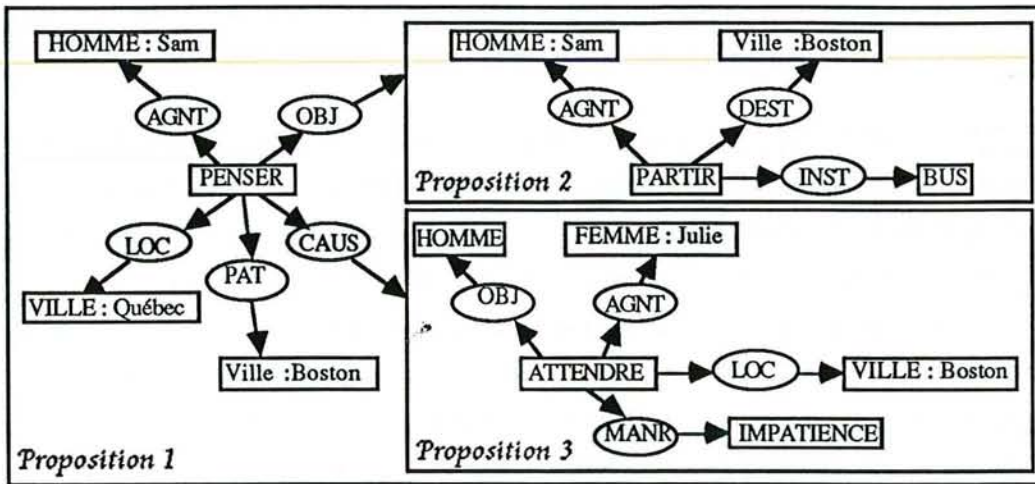 HOMME : Sam
AGNT
OBJ
PENSER
LOC
PAT
CAUS
VILLE : Québec
Ville :Boston
Proposition 1
HOMME : Sam
Ville :Boston
AGNT
DEST
PARTIR
INST
BUS
Proposition 2
HOMME
FEMME : Julie
OBJ
AGNT
ATTENDRE
LOC
VILLE : Boston
MANR
IMPATIENCE
Proposition 3